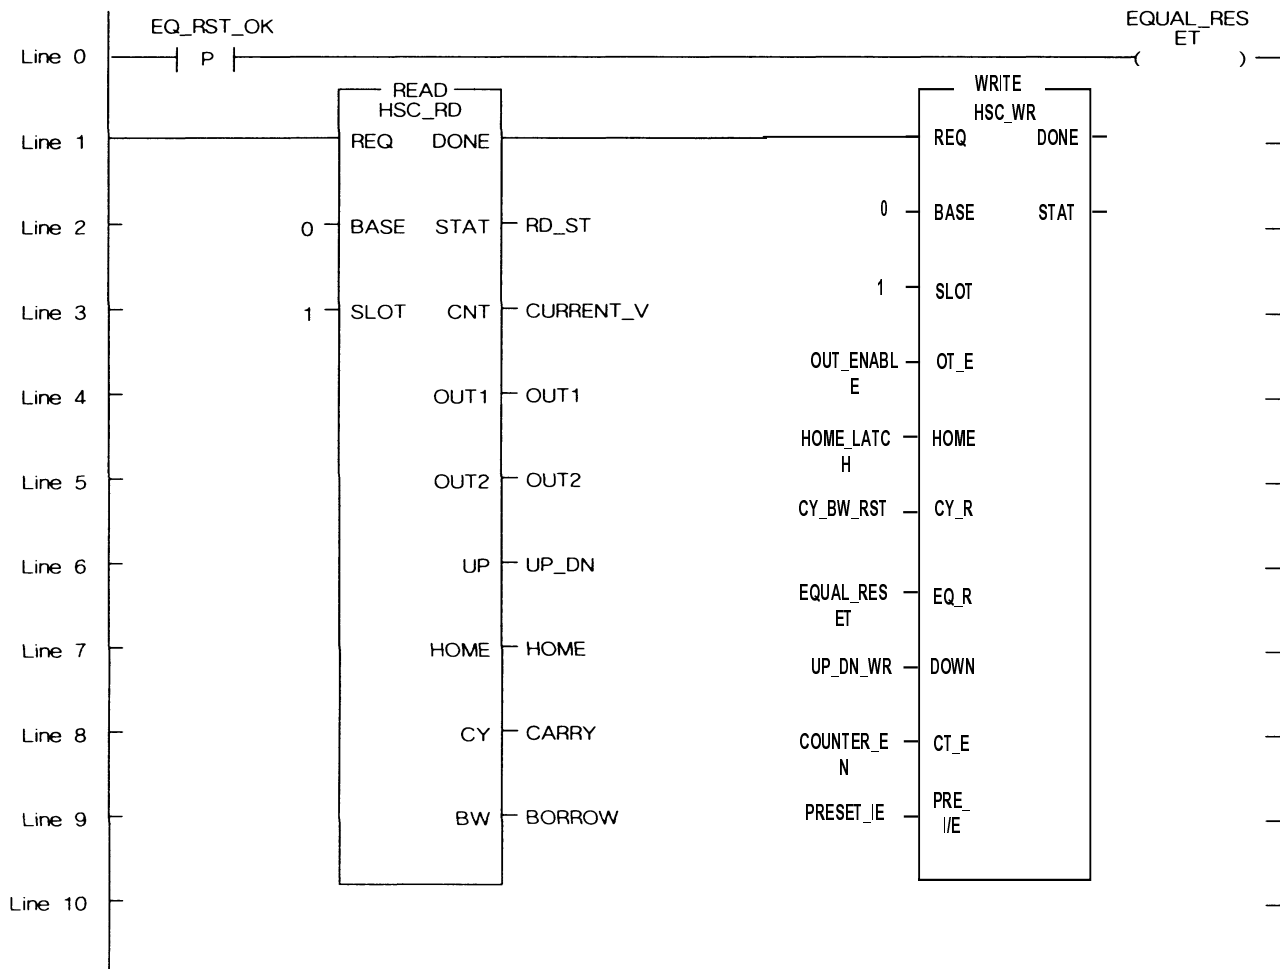 EQ_RST_OK
EQUAL_RES
ET
Line 0
P
( )
READ
HSC_RD
WRITE
HSC_WR
Line 1
REQ DONE
REQ DONE
Line 2
0 BASE STAT RD_ST
0 BASE STAT
Line 3
1 SLOT CNT CURRENT_V
1 SLOT
Line 4
OUT1 OUT1
OUT_ENABL
E
OT_E
Line 5
OUT2 OUT2
HOME_LATC
H
HOME
CY_BW_RST CY_R
Line 6
UP UP_DN
EQUAL_RES
ET
EQ_R
Line 7
HOME HOME
UP_DN_WR DOWN
Line 8
CY CARRY
COUNTER_E
N
CT_E
Line 9
BW BORROW
PRESET_IE
PRE_
I/E
Line 10